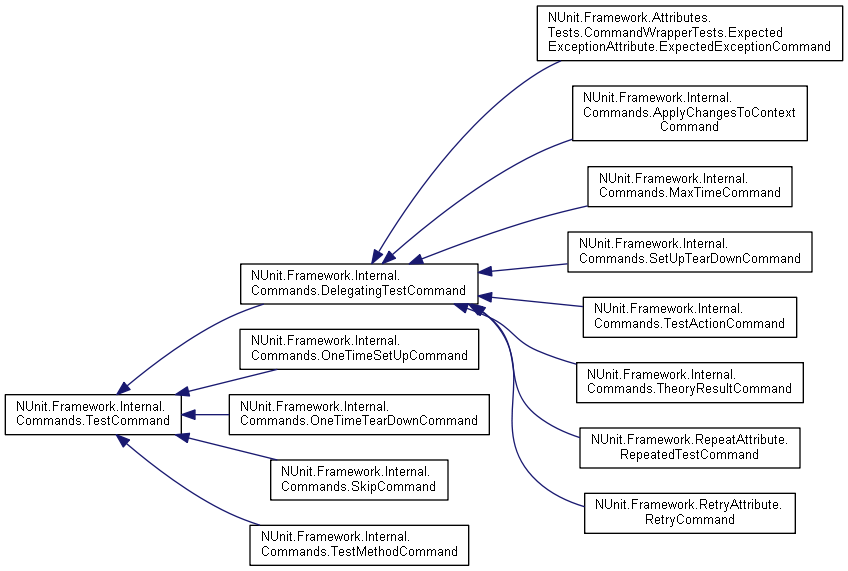 NUnit.Framework.Attributes.
Tests.CommandWrapperTests.Expected
ExceptionAttribute.ExpectedExceptionCommand
NUnit.Framework.Internal.
Commands.ApplyChangesToContext
Command
NUnit.Framework.Internal.
Commands.MaxTimeCommand
NUnit.Framework.Internal.
Commands.SetUpTearDownCommand
NUnit.Framework.Internal.
Commands.DelegatingTestCommand
NUnit.Framework.Internal.
Commands.TestActionCommand
NUnit.Framework.Internal.
Commands.OneTimeSetUpCommand
NUnit.Framework.Internal.
Commands.TheoryResultCommand
NUnit.Framework.Internal.
Commands.TestCommand
NUnit.Framework.Internal.
Commands.OneTimeTearDownCommand
NUnit.Framework.RepeatAttribute.
RepeatedTestCommand
NUnit.Framework.Internal.
Commands.SkipCommand
NUnit.Framework.RetryAttribute.
RetryCommand
NUnit.Framework.Internal.
Commands.TestMethodCommand